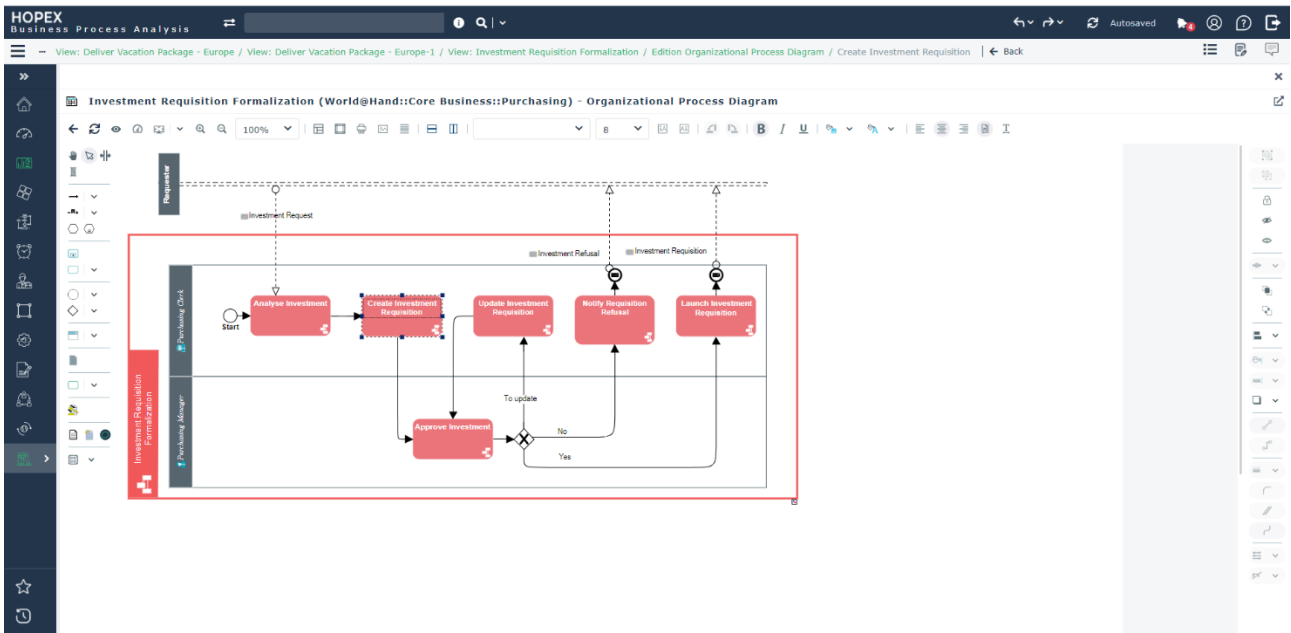 HOPEX
Business Process Analysis
Autosaved
4
View: Deliver Vacation Package - Europe / View: Deliver Vacation Package - Europe-1 / View: Investment Requisition Formalization / Edition Organizational Process Diagram / Create Investment Requisition
Back
Investment Requisition Formalization (World@Hand::Core Business::Purchasing) - Organizational Process Diagram
100%
8
B I U
Requester
Investment Request
Investment Refusal
Investment Requisition
Purchasing Clerk
Start
Analyse Investment
Create Investment
Requisition
Update Investment
Requisition
Notify Requisition
Refusal
Launch Investment
Requisition
Investment Requisition
Formalization
Purchasing Manager
To update
Approve Investment
No
Yes